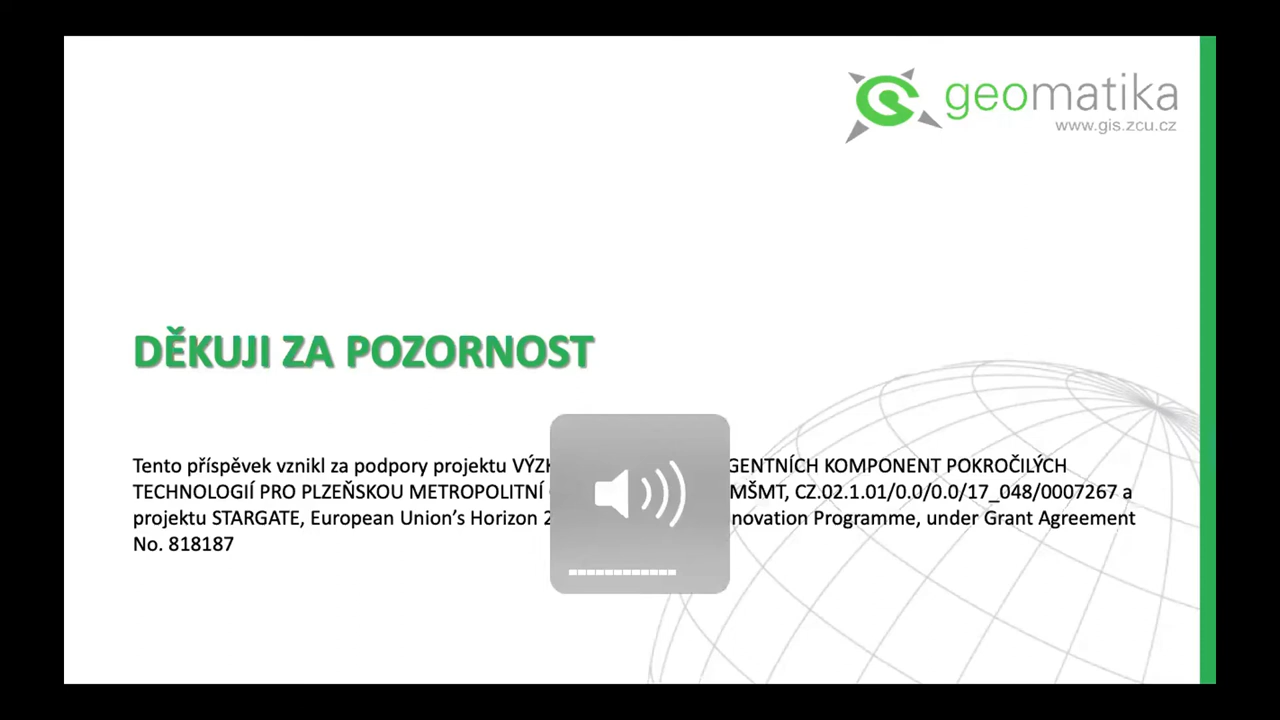 geomatika
www.gis.zcu.cz
DĚKUJI ZA POZORNOST
Tento příspěvek vznikl za podpory projektu GENTNÍCH KOMPONENT POKROČILÝCH
TECHNOLOGIÍ PRO PLZEŇSKOU METROPOLITNÍ MŠMT, CZ.02.1.01/0.0/0.0/17_048/0007267 a
projektu STARGATE, European Union’s Horizon novation Programme, under Grant Agreement
No. 818187